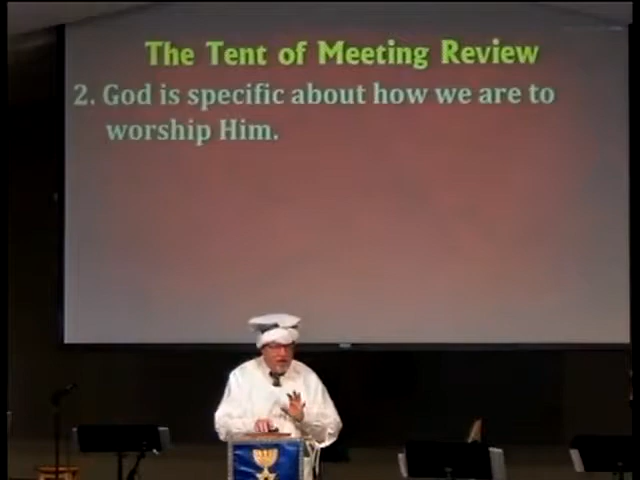 The Tent of Meeting Review
2. God is specific about how we are to
worship Him.